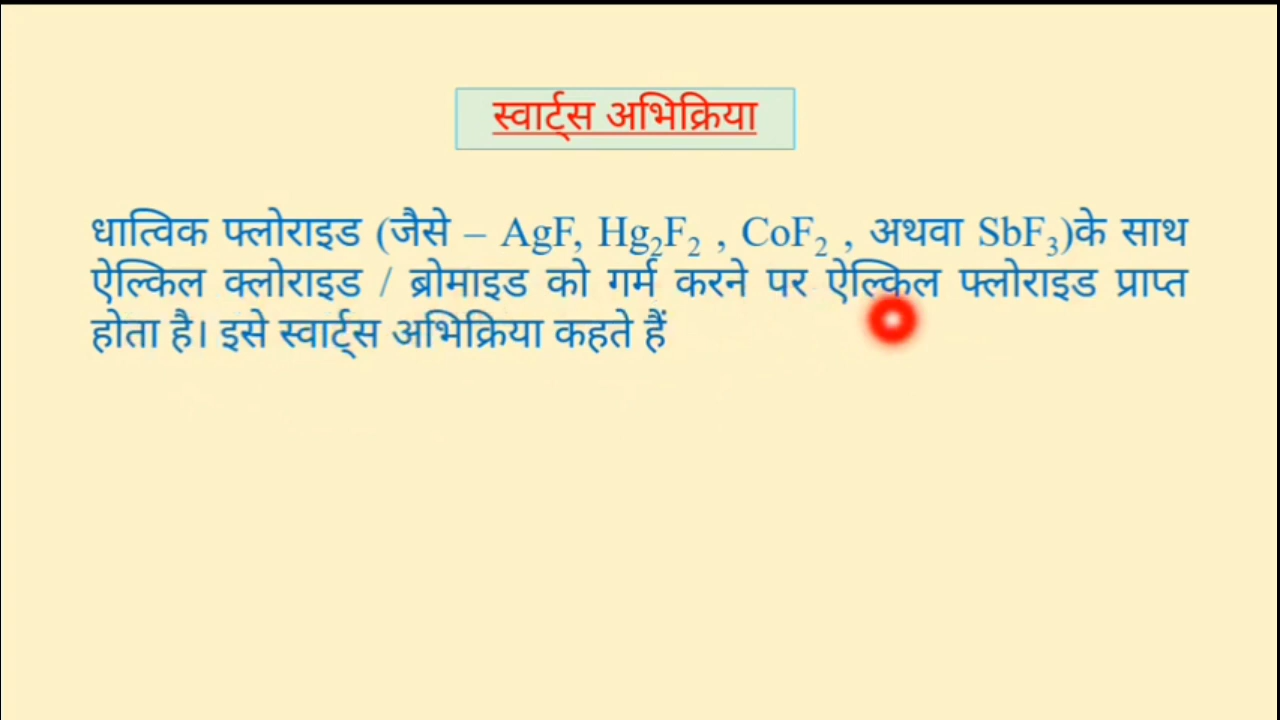 स्वार्ट्स अभिक्रिया
धात्विक फ्लोराइड (जैसे – AgF, Hg₂F₂ , CoF₂ , अथवा SbF₃)के साथ
ऐल्किल क्लोराइड / ब्रोमाइड को गर्म करने पर ऐल्किल फ्लोराइड प्राप्त
होता है। इसे स्वार्ट्स अभिक्रिया कहते हैं